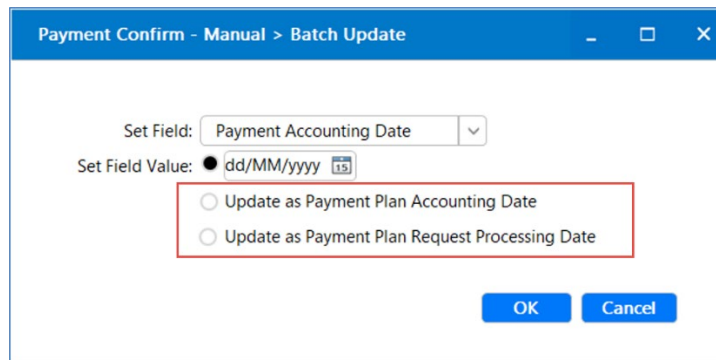 Payment Confirm - Manual > Batch Update
Set Field: Payment Accounting Date
Set Field Value: dd/MM/yyyy 15
Update as Payment Plan Accounting Date
Update as Payment Plan Request Processing Date
OK Cancel